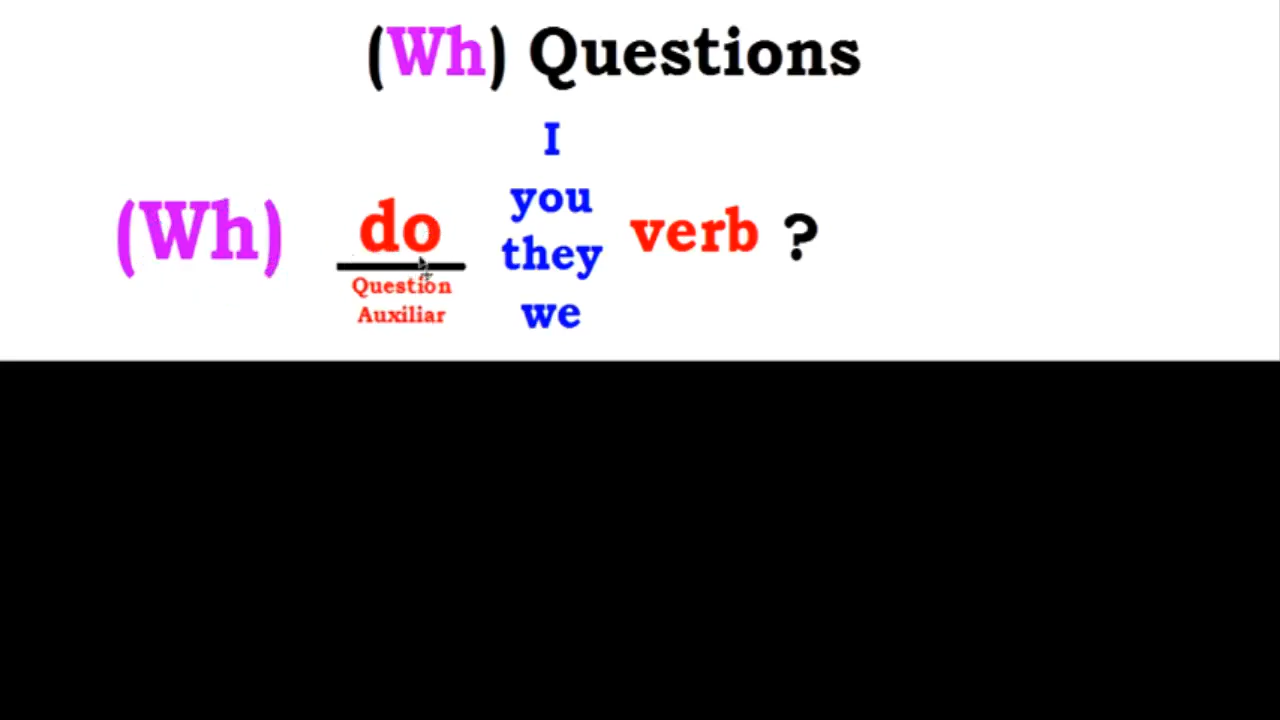 (Wh) Questions
I
you
(Wh) do they verb ?
we
Question
Auxiliar